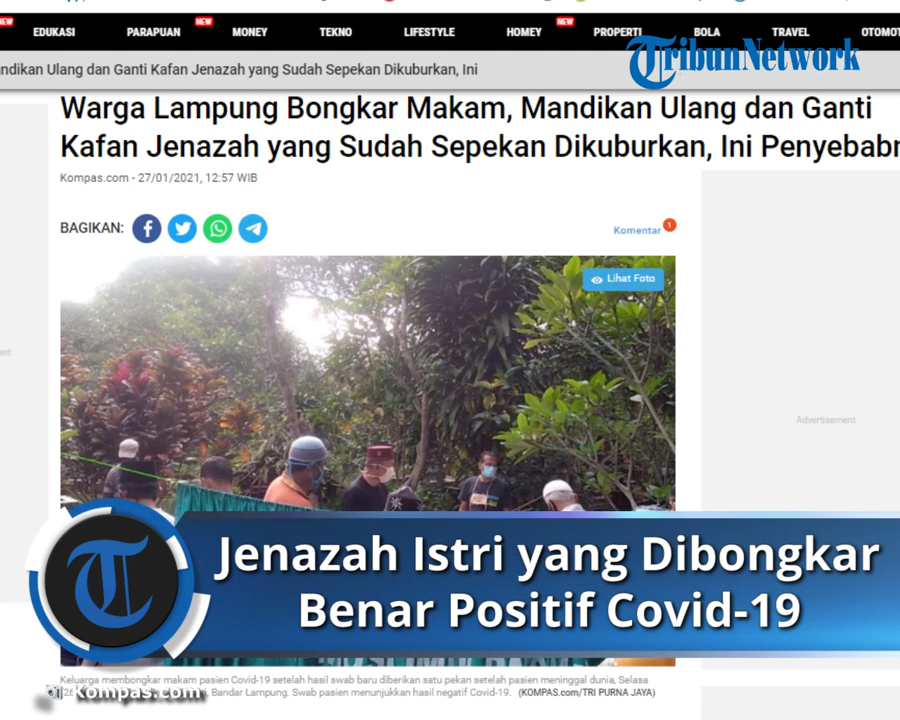 NEW
NEW
NEW
EDUKASI PARAPUAN MONEY TEKNO LIFESTYLE HOMEY PROPERTI BOLA TRAVEL OTOMOT
TribunNetwork
ndikan Ulang dan Ganti Kafan Jenazah yang Sudah Sepekan Dikuburkan, Ini
Warga Lampung Bongkar Makam, Mandikan Ulang dan Ganti
Kafan Jenazah yang Sudah Sepekan Dikuburkan, Ini Penyebabn
Kompas.com - 27/01/2021, 12:57 WIB
BAGIKAN:
Komentar 1
Lihat Foto
Advertisement
Jenazah Istri yang Dibongkar
Benar Positif Covid-19
Keluarga membongkar makam pasien Covid-19 setelah hasil swab baru diberikan satu pekan setelah pasien meninggal dunia, Selasa
Bandar Lampung. Swab pasien menunjukkan hasil negatif Covid-19. (KOMPAS.com/TRI PURNA JAYA)
Kompas.com